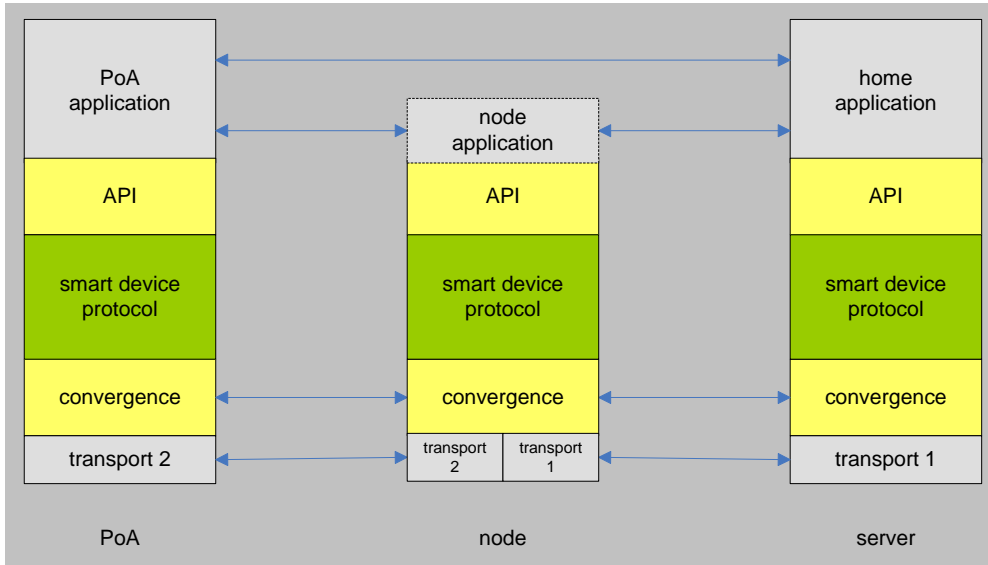 PoA
application
API
smart device
protocol
convergence
transport 2
PoA
node
application
API
smart device
protocol
convergence
transport
2
transport
1
node
home
application
API
smart device
protocol
convergence
transport 1
server